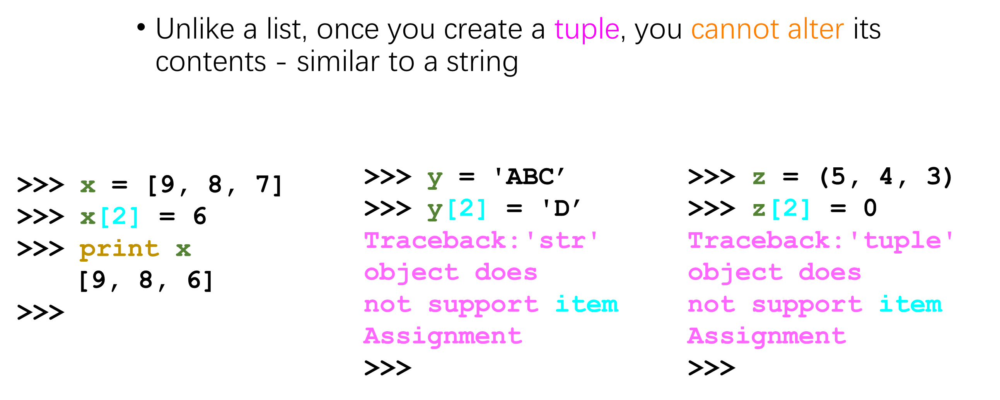 • Unlike a list, once you create a tuple, you cannot alter its
contents - similar to a string
>>> x = [9, 8, 7]
>>> x[2] = 6
>>> print x
[9, 8, 6]
>>>
>>> y = 'ABC’
>>> y[2] = 'D’
Traceback:'str'
object does
not support item
Assignment
>>>
>>> z = (5, 4, 3)
>>> z[2] = 0
Traceback:'tuple'
object does
not support item
Assignment
>>>